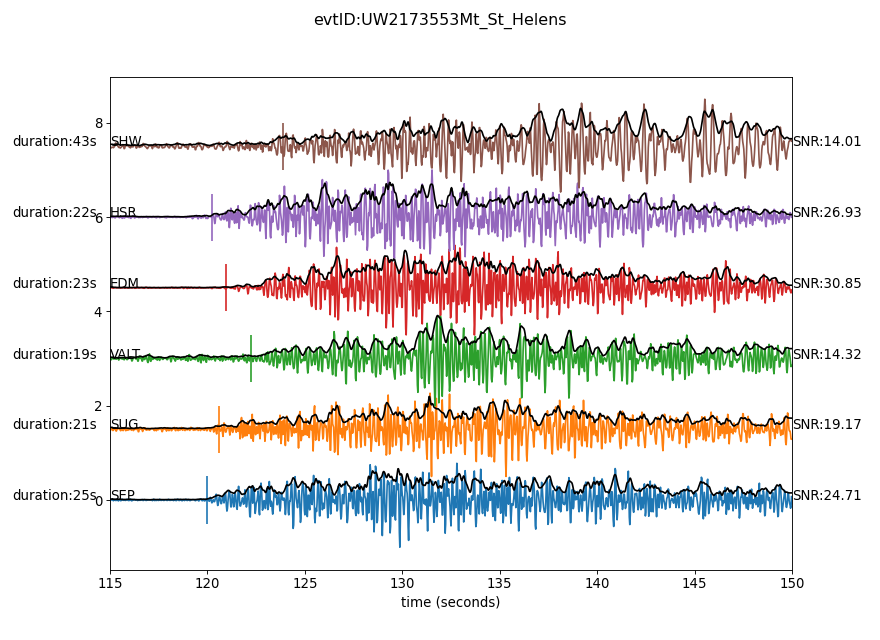 evtID:UW2173553Mt_St_Helens
8
duration:43s SHW SNR:14.01
duration:22s HSR SNR:26.93
6
duration:23s EDM SNR:30.85
4
duration:19s VALT SNR:14.32
2
duration:21s SUG SNR:19.17
duration:25s SEP SNR:24.71
0
115 120 125 130 135 140 145 150
time (seconds)